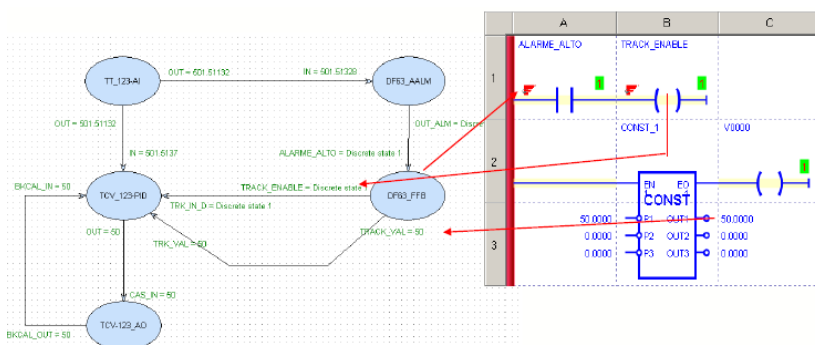 A B C
ALARME_ALTO TRACK_ENABLE
1
1 1
OUT = 501.51132 IN = 501.51328
TT_123-AI DF63_AALM
OUT = 501.51132 OUT_ALM = Discre
IN = 501.5137 ALARME_ALTO = Discrete state 1
CONST_1 V0000
2
1
BKCAL_IN = 50 TRACK_ENABLE = Discrete state
TCV_123-PID DF63_FFB
TRK_IN_D = Discrete state 1
EN EO
CONST
OUT = 50 TRK_VAL = 50 TRACK_VAL = 50
50.0000 P1 OUT1 50.0000
3
0.0000 P2 OUT2 0.0000
0.0000 P3 OUT3 0.0000
CAS_IN = 50
TCV-123_AO
BKCAL_OUT = 50